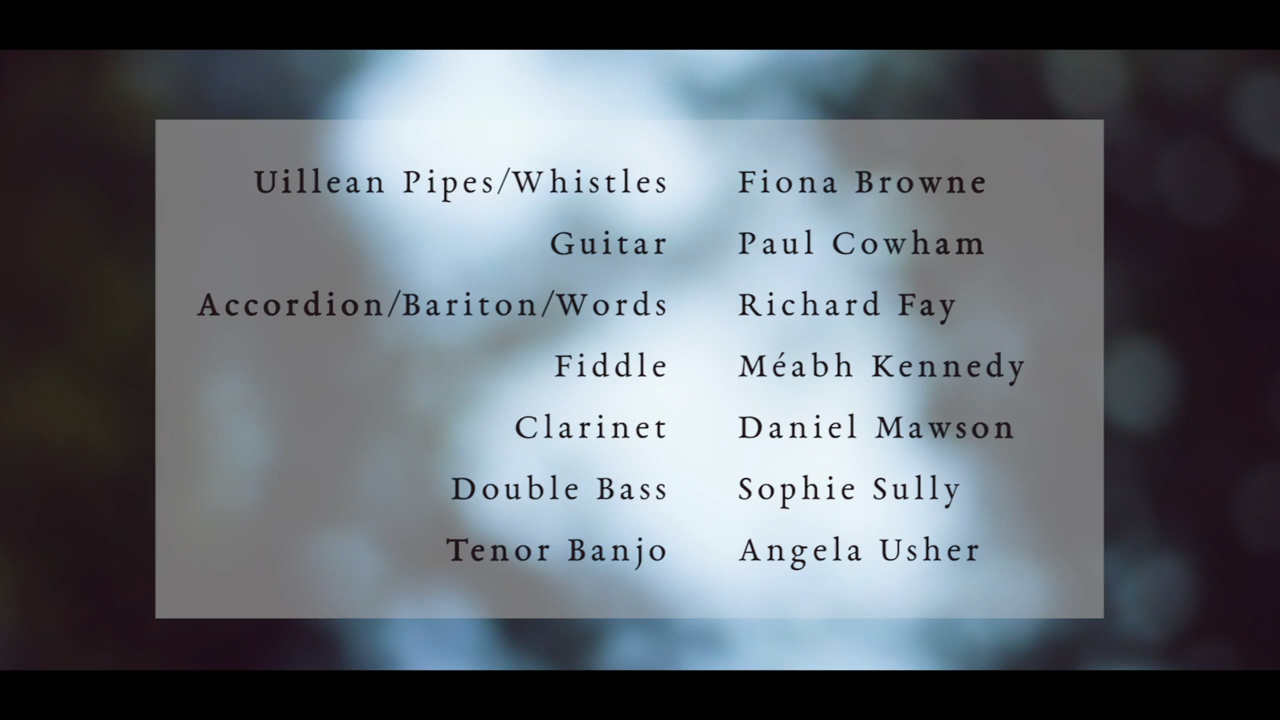 Uillean Pipes/Whistles Fiona Browne
Guitar Paul Cowham
Accordion/Bariton/Words Richard Fay
Fiddle Méabh Kennedy
Clarinet Daniel Mawson
Double Bass Sophie Sully
Tenor Banjo Angela Usher